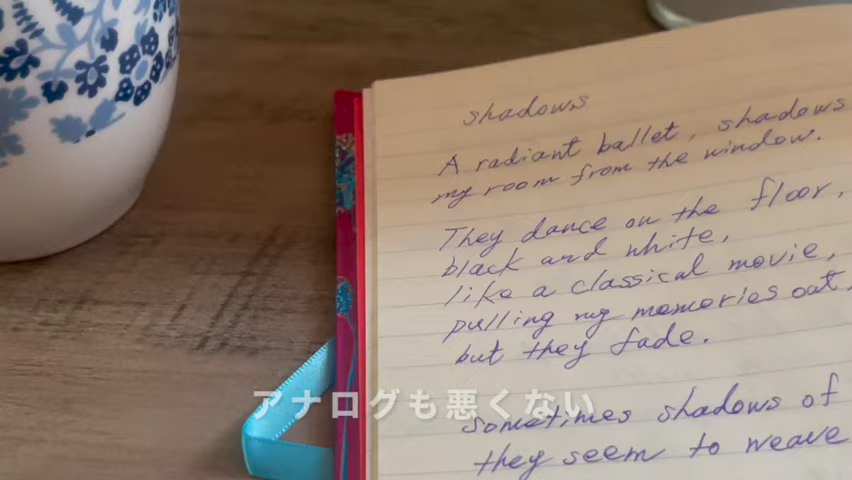 shadows
A radiant ballet, shadows
my room from the window.
They dance on the floor,
black and white,
like a classical movie,
pulling my memories out,
but they fade.
アナログも悪くない
Sometimes shadows of
they seem to weave